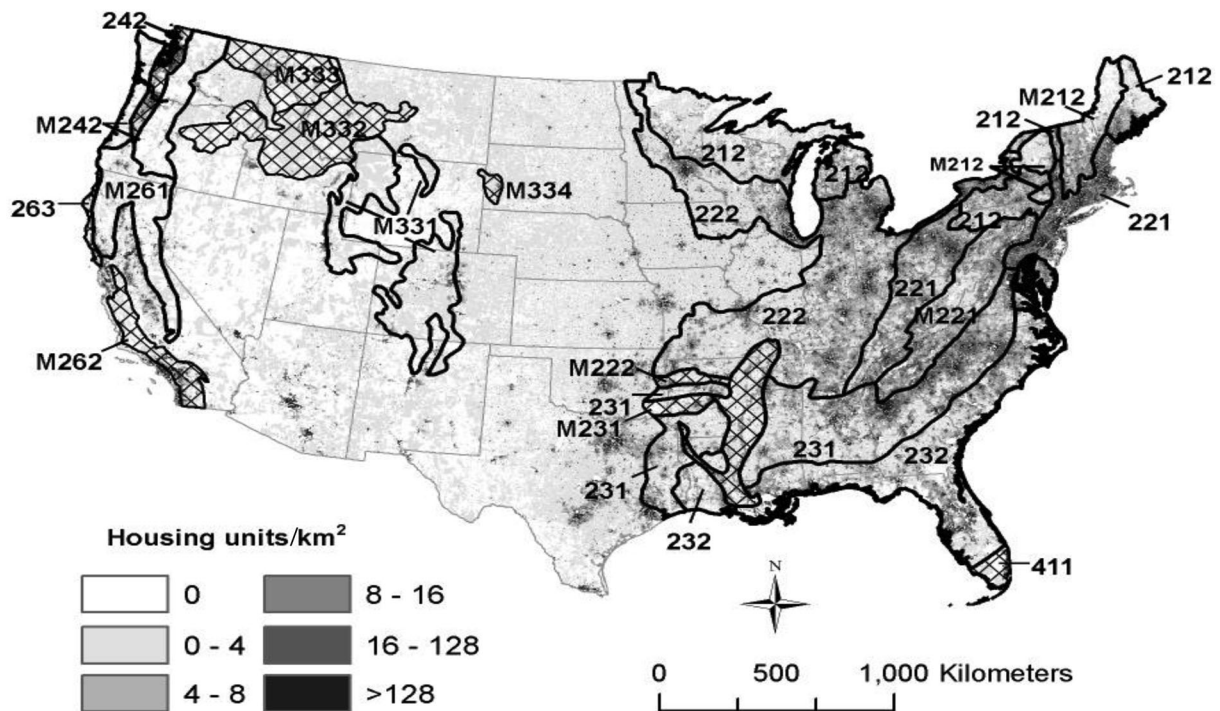 242
M333
212
M212
212
M242
M332
212
M212
M261
M334
212
263
222
M331
212
221
221
222
M221
M262
M222
231
M231
231
232
231
232
Housing units/km²
N
411
0
8 - 16
0 - 4
16 - 128
4 - 8
>128
0 500 1,000 Kilometers